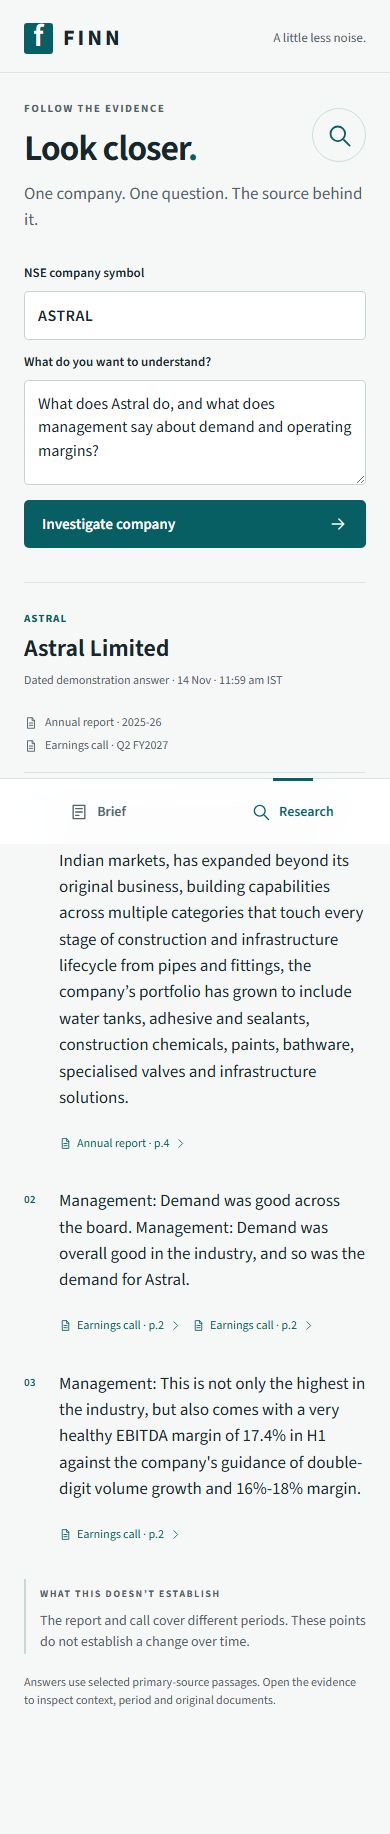 f FINN
A little less noise.
FOLLOW THE EVIDENCE
Look closer.
One company. One question. The source behind
it.
NSE company symbol
ASTRAL
What do you want to understand?
What does Astral do, and what does
management say about demand and operating
margins?
Investigate company
ASTRAL
Astral Limited
Dated demonstration answer · 14 Nov · 11:59 am IST
Annual report · 2025-26
Earnings call · Q2 FY2027
Brief
Research
Indian markets, has expanded beyond its
original business, building capabilities
across multiple categories that touch every
stage of construction and infrastructure
lifecycle from pipes and fittings, the
company’s portfolio has grown to include
water tanks, adhesive and sealants,
construction chemicals, paints, bathware,
specialised valves and infrastructure
solutions.
Annual report · p.4
02
Management: Demand was good across
the board. Management: Demand was
overall good in the industry, and so was the
demand for Astral.
Earnings call · p.2
Earnings call · p.2
03
Management: This is not only the highest in
the industry, but also comes with a very
healthy EBITDA margin of 17.4% in H1
against the company's guidance of double-
digit volume growth and 16%-18% margin.
Earnings call · p.2
WHAT THIS DOESN'T ESTABLISH
The report and call cover different periods. These points
do not establish a change over time.
Answers use selected primary-source passages. Open the evidence
to inspect context, period and original documents.